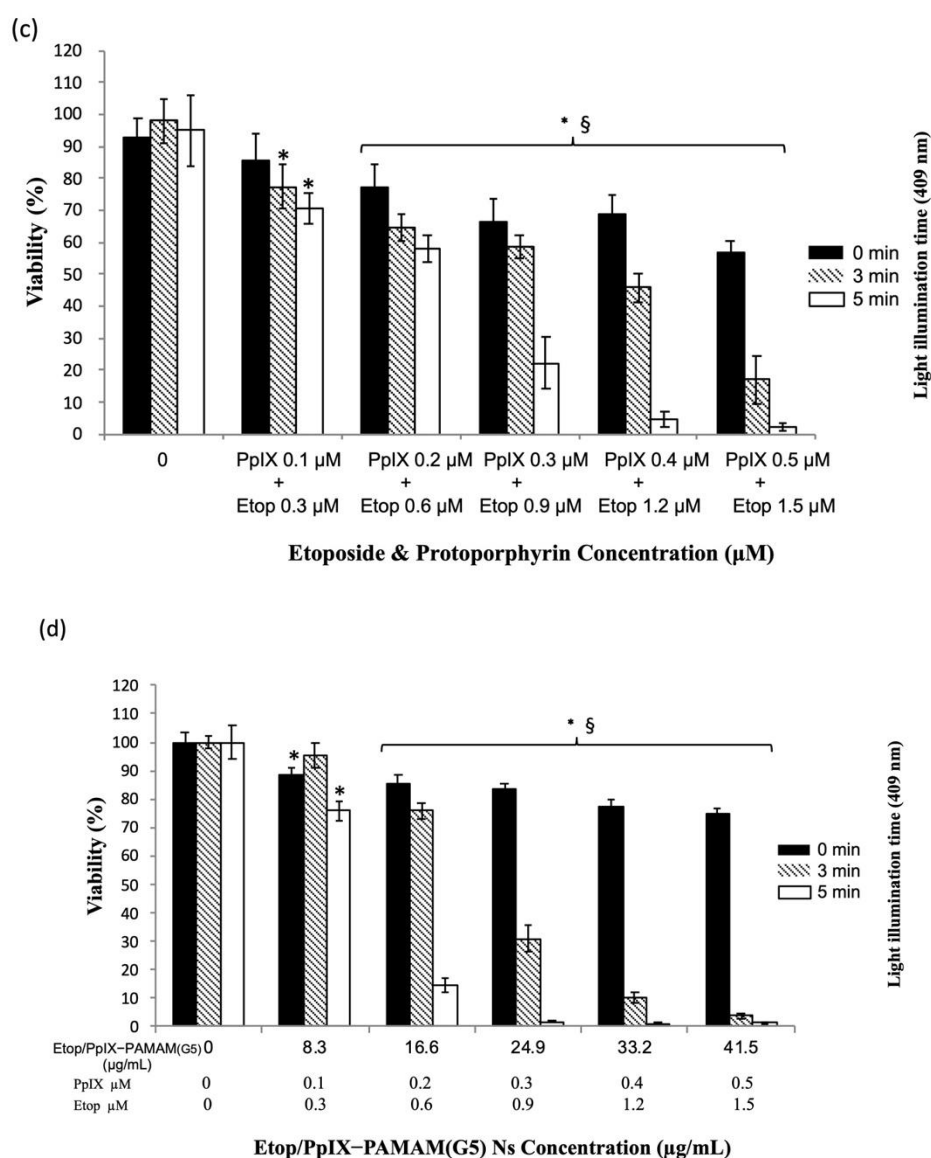 (c)
120
110
100
90
80
70
60
50
40
30
20
10
0
Viability (%)
*
*
* §
0 min
3 min
5 min
Light illumination time (409 nm)
0 PpIX 0.1 µM PpIX 0.2 µM PpIX 0.3 µM PpIX 0.4 µM PpIX 0.5 µM
+ + + + +
Etop 0.3 µM Etop 0.6 µM Etop 0.9 µM Etop 1.2 µM Etop 1.5 µM
Etoposide & Protoporphyrin Concentration (µM)
(d)
120
110
100
90
80
70
60
50
40
30
20
10
0
Viability (%)
*
*
* §
0 min
3 min
5 min
Light illumination time (409 nm)
Etop/PpIX−PAMAM(G5) 0 8.3 16.6 24.9 33.2 41.5
(µg/mL)
PpIX µM 0 0.1 0.2 0.3 0.4 0.5
Etop µM 0 0.3 0.6 0.9 1.2 1.5
Etop/PpIX−PAMAM(G5) Ns Concentration (µg/mL)